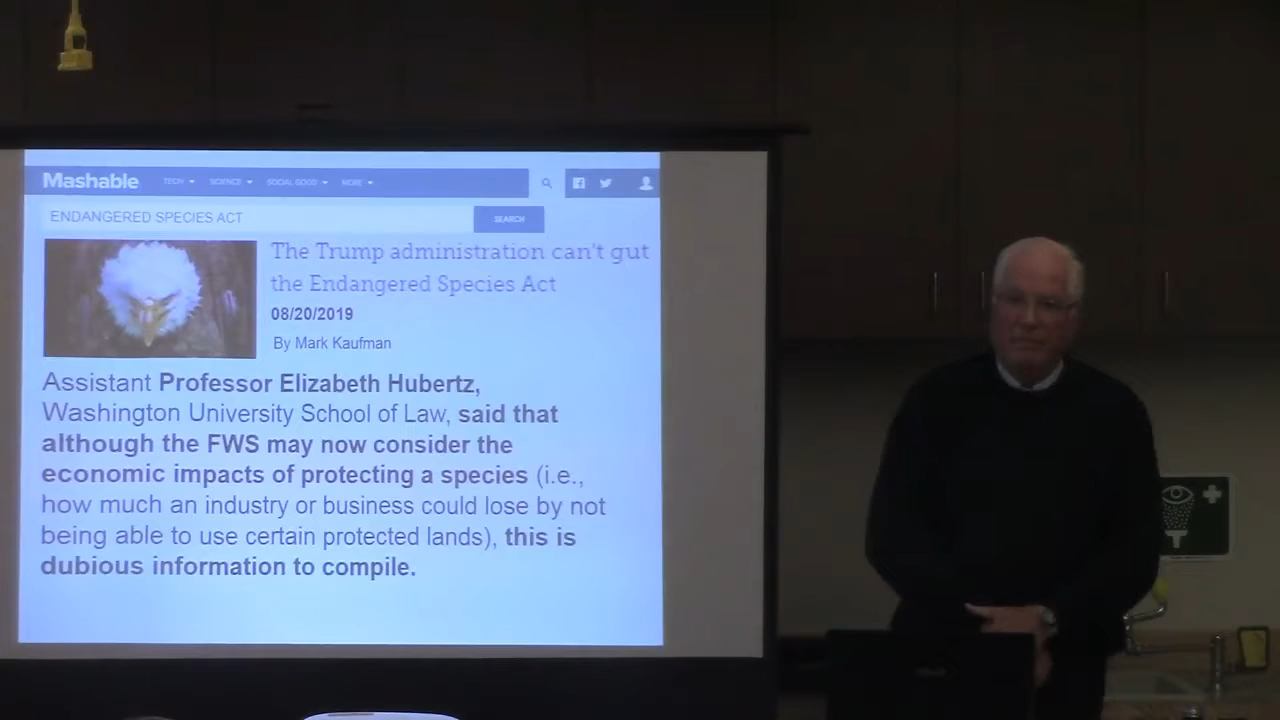 Mashable TECH SCIENCE SOCIAL GOOD MORE
ENDANGERED SPECIES ACT SEARCH
The Trump administration can't gut
the Endangered Species Act
08/20/2019
By Mark Kaufman
Assistant Professor Elizabeth Hubertz,
Washington University School of Law, said that
although the FWS may now consider the
economic impacts of protecting a species (i.e.,
how much an industry or business could lose by not
being able to use certain protected lands), this is
dubious information to compile.